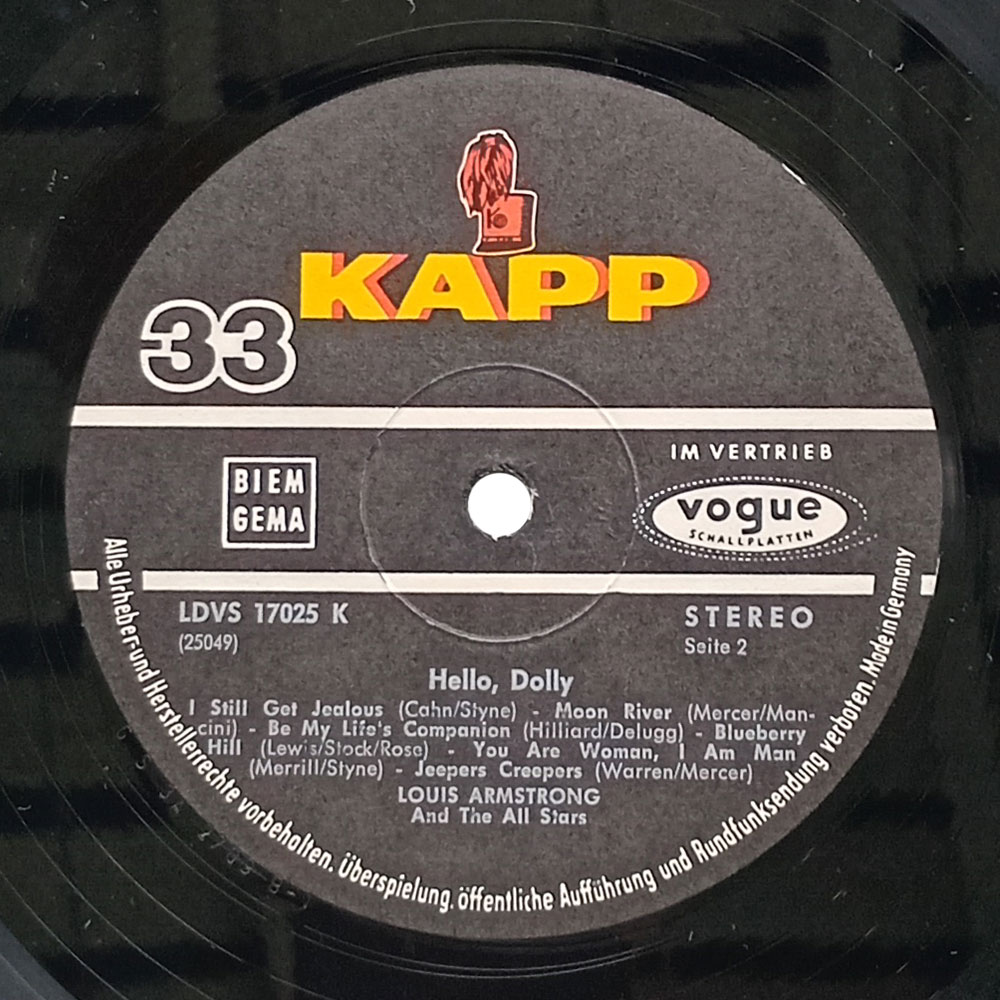 KAPP
33
BIEM
GEMA
IM VERTRIEB
vogue
SCHALLPLATTEN
LDVS 17025 K
(25049)
STEREO
Seite 2
Hello, Dolly
I Still Get Jealous (Cahn/Styne) - Moon River (Mercer/Man-
cini) - Be My Life's Companion (Hilliard/Delugg) - Blueberry
Hill (Lewis/Stock/Rose) - You Are Woman, I Am Man
(Merrill/Styne) - Jeepers Creepers (Warren/Mercer)
LOUIS ARMSTRONG
And The All Stars
Alle Urheber- und Herstellerrechte vorbehalten. Überspielung, öffentliche Aufführung und Rundfunksendung verboten. Made in Germany